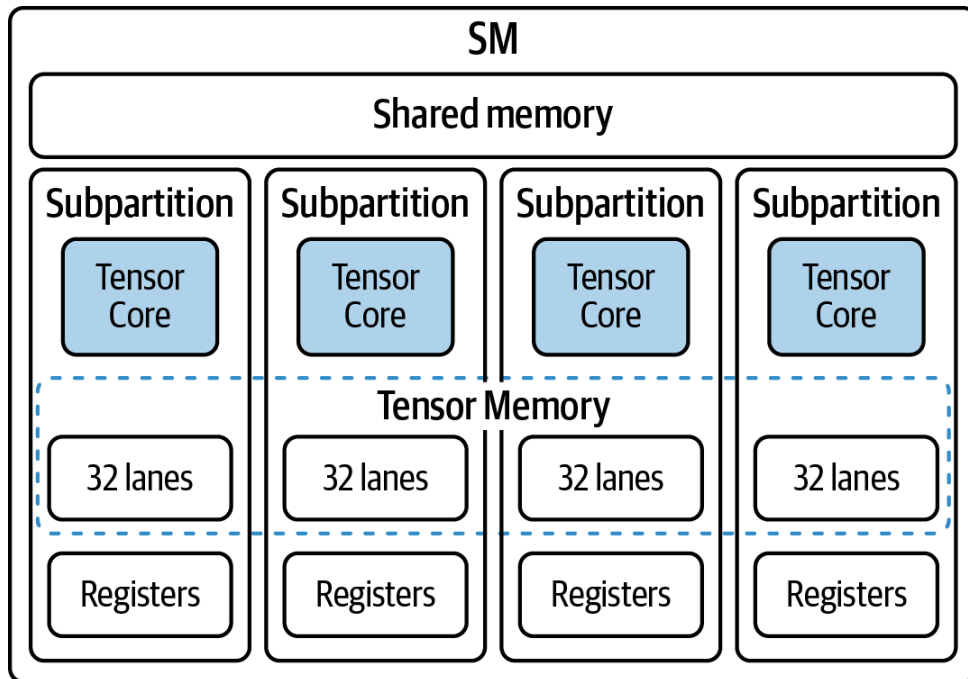 SM
Shared memory
Subpartition
Subpartition
Subpartition
Subpartition
Tensor
Core
Tensor
Core
Tensor
Core
Tensor
Core
Tensor Memory
32 lanes
32 lanes
32 lanes
32 lanes
Registers
Registers
Registers
Registers